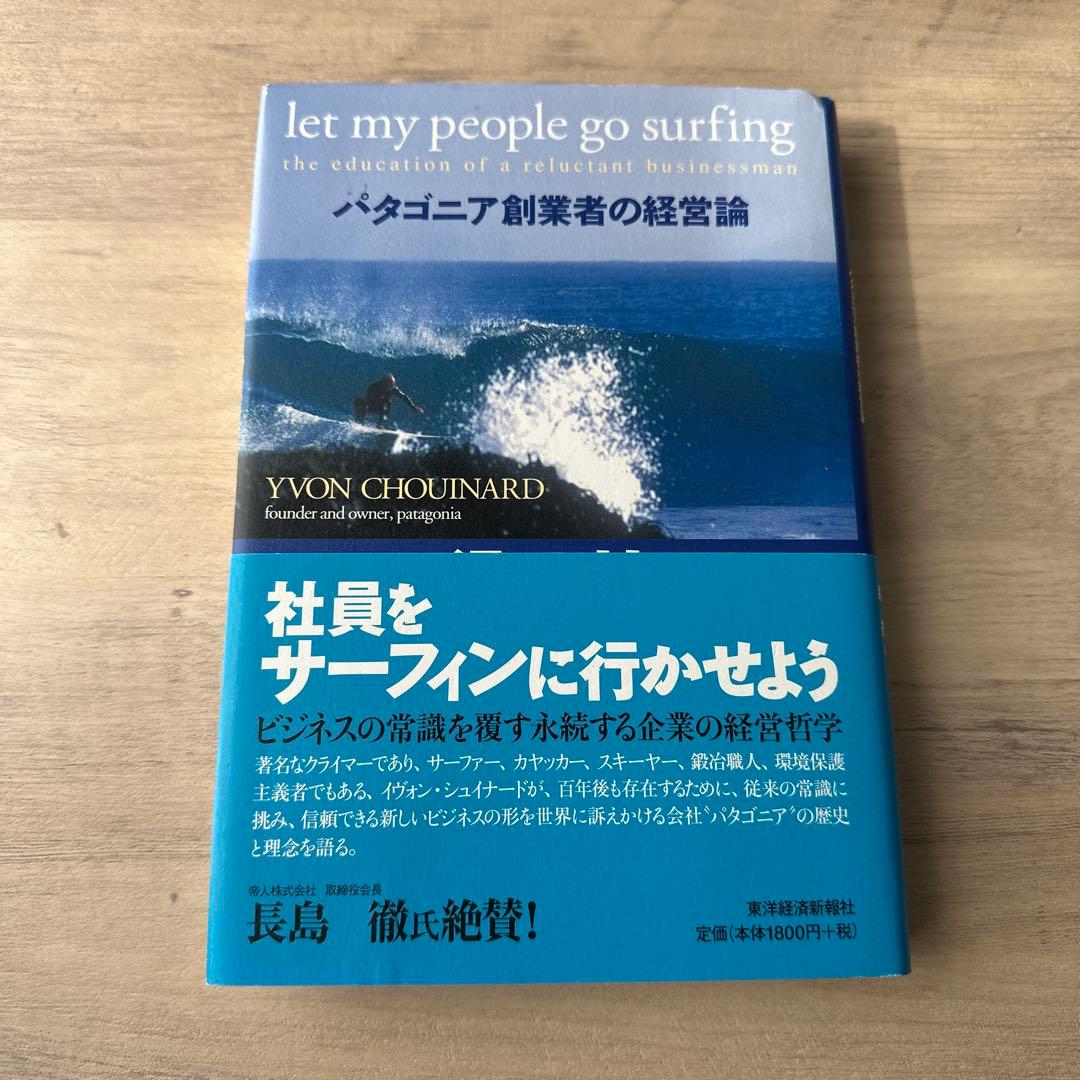 let my people go surfing
the education of a reluctant businessman
パタゴニア創業者の経営論
YVON CHOUINARD
founder and owner, patagonia
社員を
サーフィンに行かせよう
ビジネスの常識を覆す永続する企業の経営哲学
著名なクライマーであり、サーファー、カヤッカー、スキーヤー、鍛冶職人、環境保護
主義者でもある、イヴォン・シュイナードが、百年後も存在するために、従来の常識に
挑み、信頼できる新しいビジネスの形を世界に訴えかける会社〝パタゴニア〟の歴史
と理念を語る。
帝人株式会社 取締役会長
長島 徹氏絶賛!
東洋経済新報社
定価(本体1800円+税)